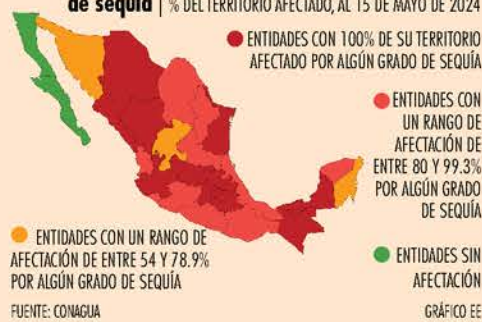 de sequía | % DEL TERRITORIO AFECTADO, AL 15 DE MAYO DE 2024
ENTIDADES CON 100% DE SU TERRITORIO
AFECTADO POR ALGÚN GRADO DE SEQUÍA
ENTIDADES CON
UN RANGO DE
AFECTACIÓN DE
ENTRE 80 Y 99.3%
POR ALGÚN GRADO
DE SEQUÍA
ENTIDADES CON UN RANGO DE
AFECTACIÓN DE ENTRE 54 Y 78.9%
POR ALGÚN GRADO DE SEQUÍA
ENTIDADES SIN
AFECTACIÓN
FUENTE: CONAGUA
GRÁFICO EE